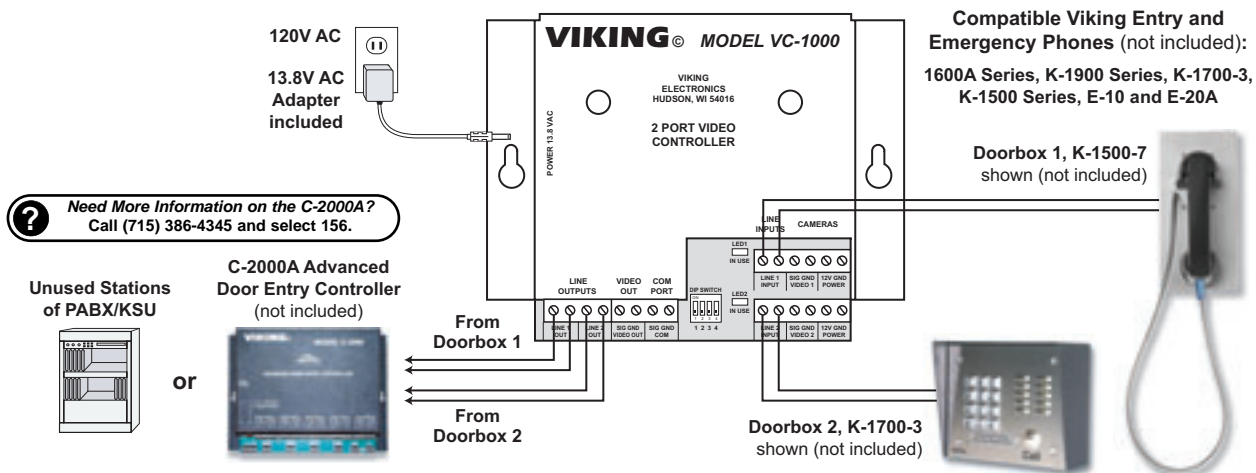 120V AC
13.8V AC
Adapter
included
VIKING© MODEL VC-1000
VIKING
ELECTRONICS
HUDSON, WI 54016
2 PORT VIDEO
CONTROLLER
POWER 13.8 VAC
Compatible Viking Entry and
Emergency Phones (not included):
1600A Series, K-1900 Series, K-1700-3,
K-1500 Series, E-10 and E-20A
Doorbox 1, K-1500-7
shown (not included)
? Need More Information on the C-2000A?
Call (715) 386-4345 and select 156.
LINE
INPUTS
CAMERAS
LED1
IN USE
LINE 1
INPUT
SIG GND
VIDEO 1
12V GND
POWER
C-2000A Advanced
Door Entry Controller
(not included)
Unused Stations
of PABX/KSU
or
VIKING
LINE
OUTPUTS
VIDEO
OUT
COM
PORT
DIP SWITCH
ON
1 2 3 4
1 2 3 4
LED2
IN USE
LINE 1
OUT
LINE 2
OUT
SIG GND
VIDEO OUT
SIG GND
COM
LINE 2
INPUT
SIG GND
VIDEO 2
12V GND
POWER
From
Doorbox 1
From
Doorbox 2
Doorbox 2, K-1700-3
shown (not included)